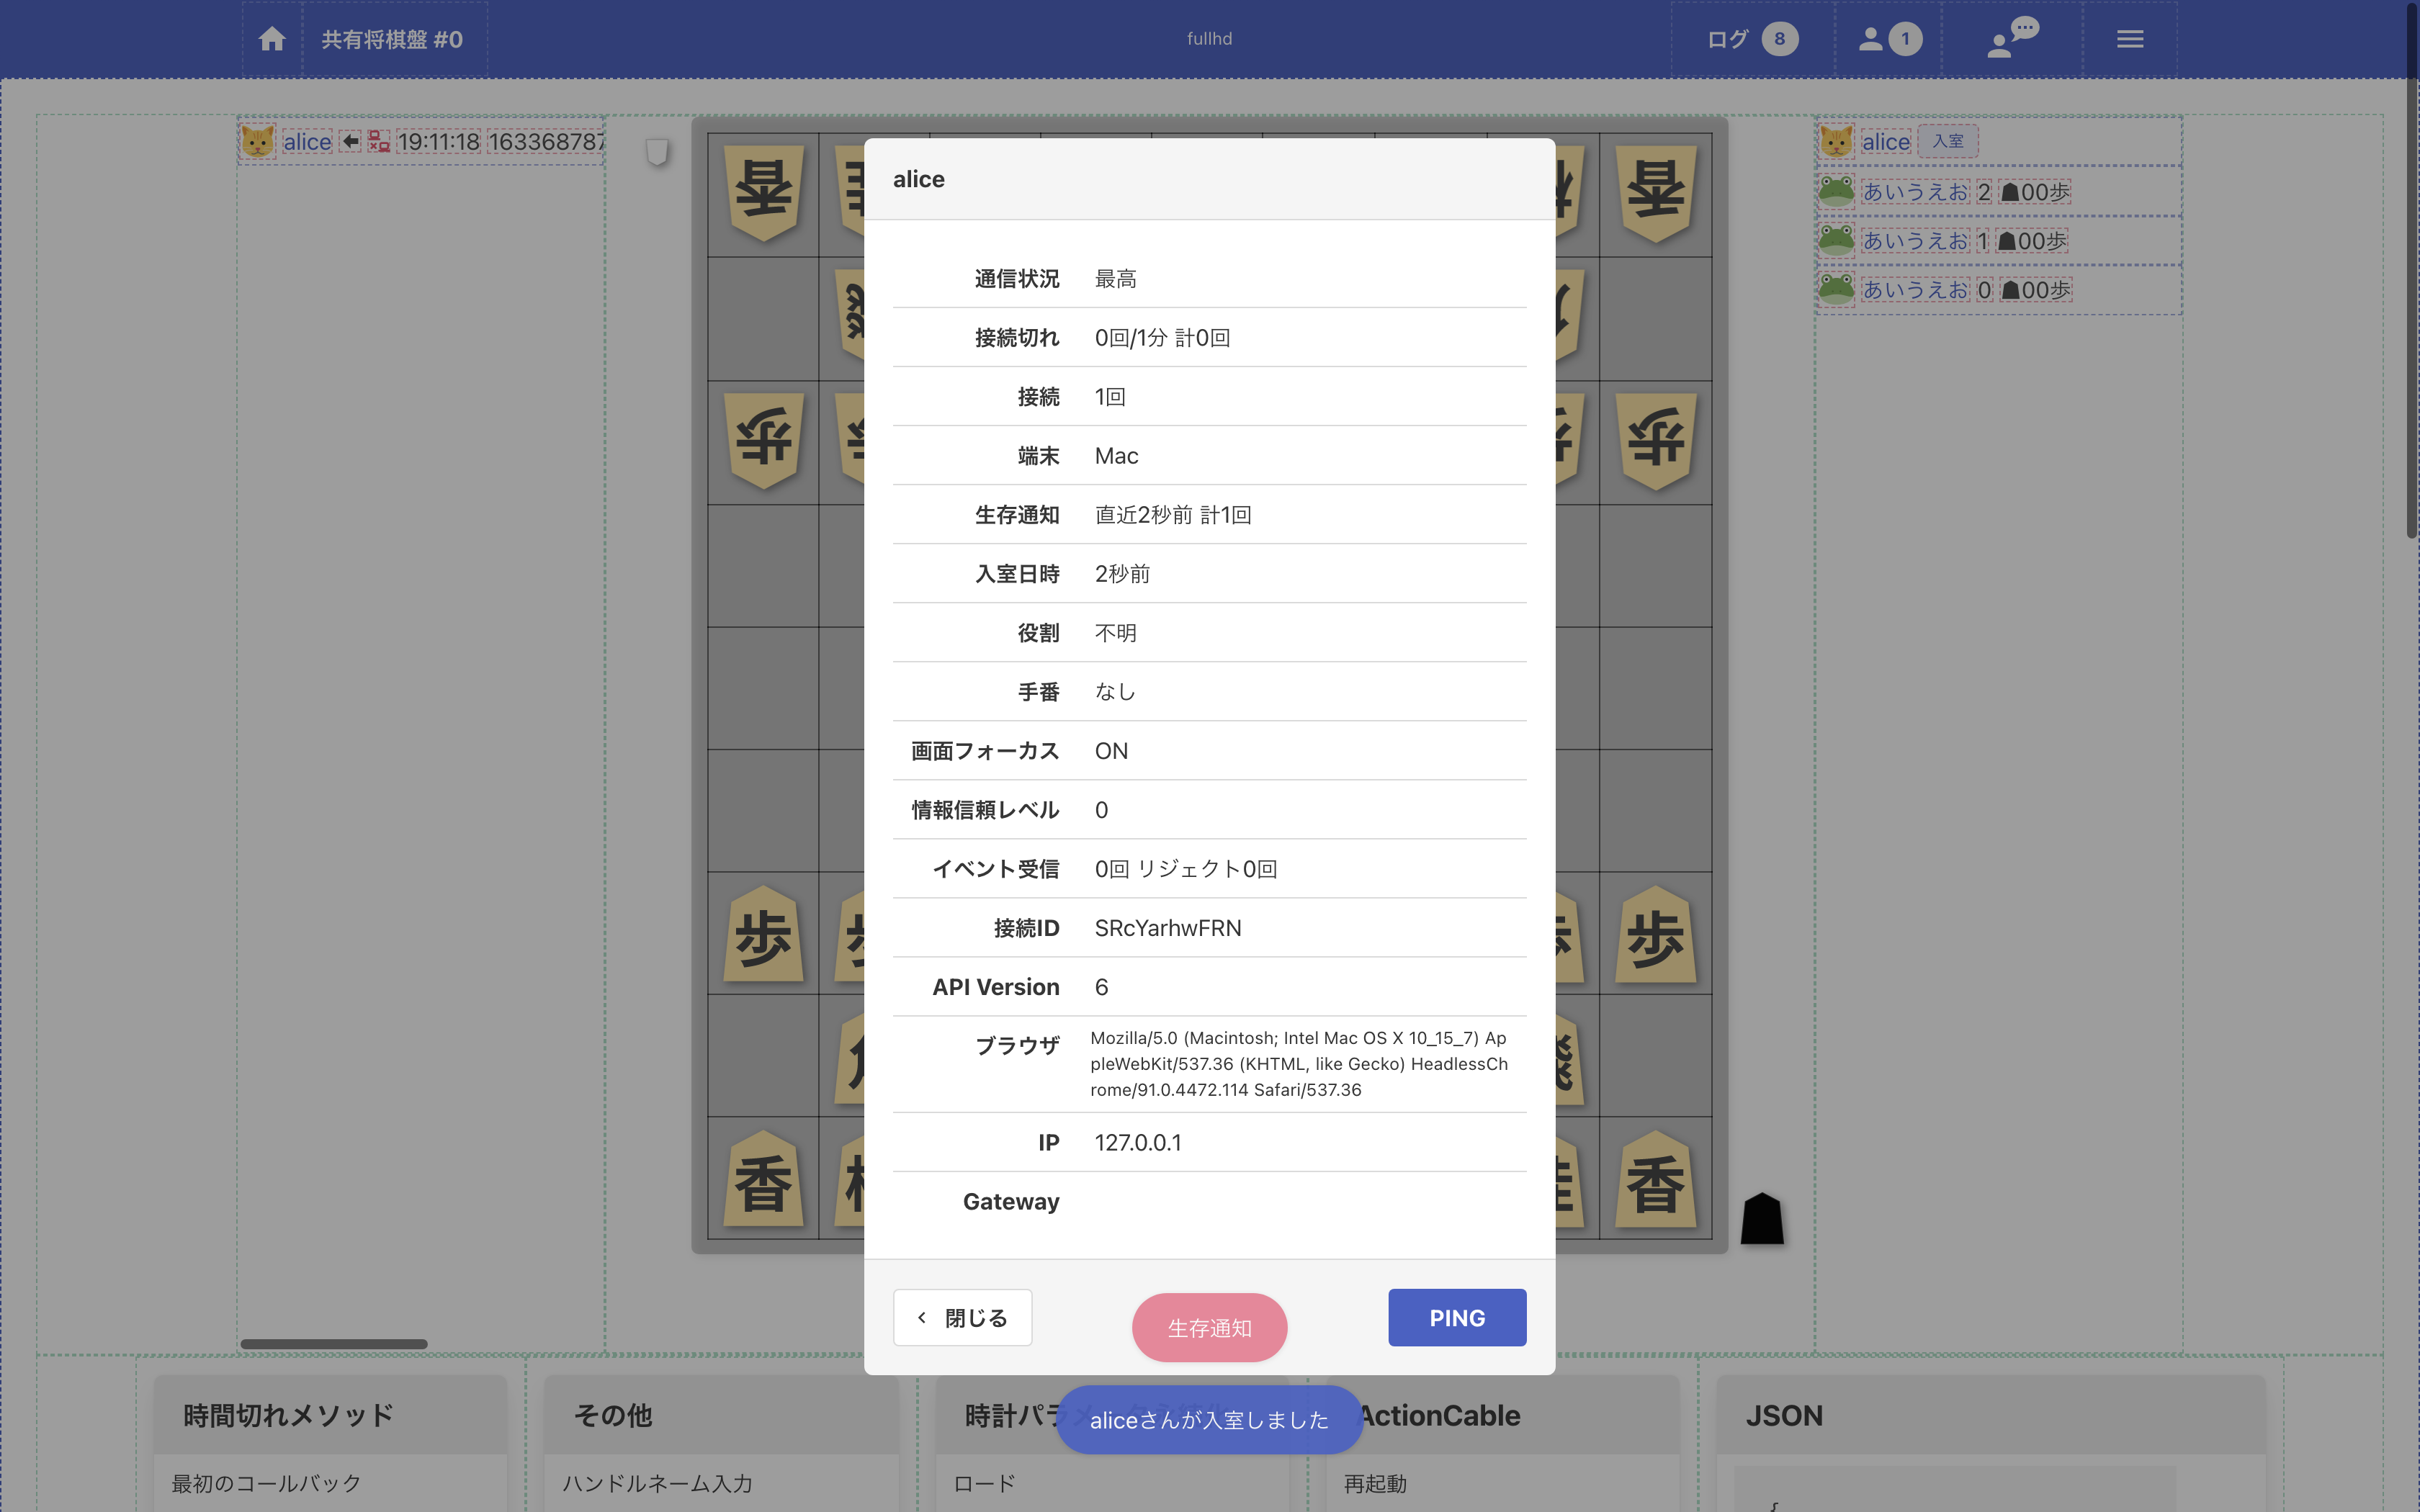 共有将棋盤 #0
fullhd
ログ 8
1
alice 19:11:18
alice 入室
あいうえお 2 ☗00歩
あいうえお 1 ☗00歩
あいうえお 0 ☗00歩
香 香
歩 歩
歩 歩
香 香
alice
通信状況 最高
接続切れ 0回/1分 計0回
接続 1回
端末 Mac
生存通知 直近2秒前 計1回
入室日時 2秒前
役割 不明
手番 なし
画面フォーカス ON
情報信頼レベル 0
イベント受信 0回 リジェクト0回
接続ID SRcYarhwFRN
API Version 6
ブラウザ Mozilla/5.0 (Macintosh; Intel Mac OS X 10_15_7) Ap
pleWebKit/537.36 (KHTML, like Gecko) HeadlessCh
rome/91.0.4472.114 Safari/537.36
IP 127.0.0.1
Gateway
閉じる
生存通知
PING
aliceさんが入室しました
時間切れメソッド
最初のコールバック
その他
ハンドルネーム入力
時計パラ
ロード
ActionCable
再起動
JSON
{